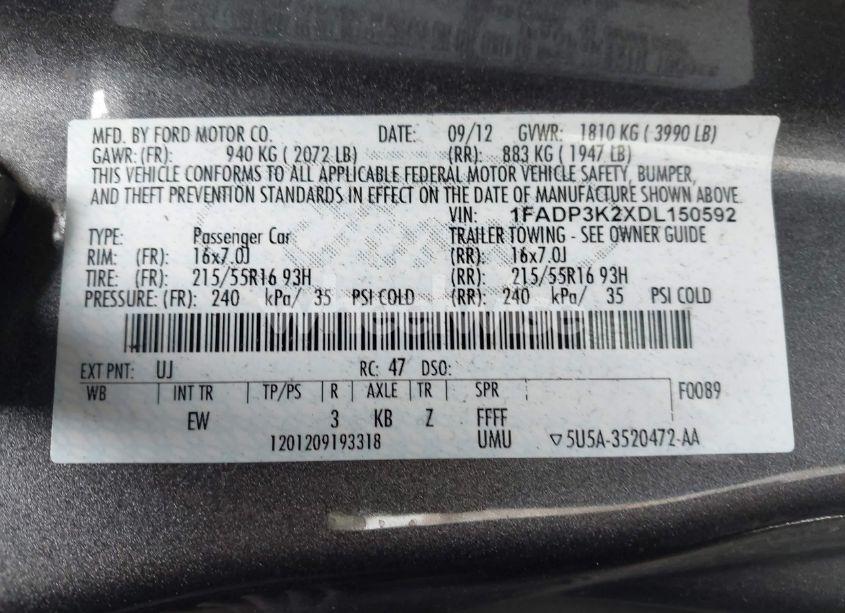 MFD. BY FORD MOTOR CO. DATE: 09/12 GVWR: 1810 KG ( 3990 LB)
GAWR: (FR): 940 KG ( 2072 LB) (RR): 883 KG ( 1947 LB)
THIS VEHICLE CONFORMS TO ALL APPLICABLE FEDERAL MOTOR VEHICLE SAFETY, BUMPER,
AND THEFT PREVENTION STANDARDS IN EFFECT ON THE DATE OF MANUFACTURE SHOWN ABOVE.
VIN: 1FADP3K2XDL150592
TYPE: Passenger Car TRAILER TOWING - SEE OWNER GUIDE
RIM: (FR): 16x7.0J (RR): 16x7.0J
TIRE: (FR): 215/55R16 93H (RR): 215/55R16 93H
PRESSURE: (FR): 240 kPa/ 35 PSI COLD (RR): 240 kPa/ 35 PSI COLD
wheelwise
EXT PNT: UJ RC: 47 DSO:
WB INT TR TP/PS R AXLE TR SPR F0089
EW 3 KB Z FFFF
1201209193318 UMU ▽5U5A-3520472-AA